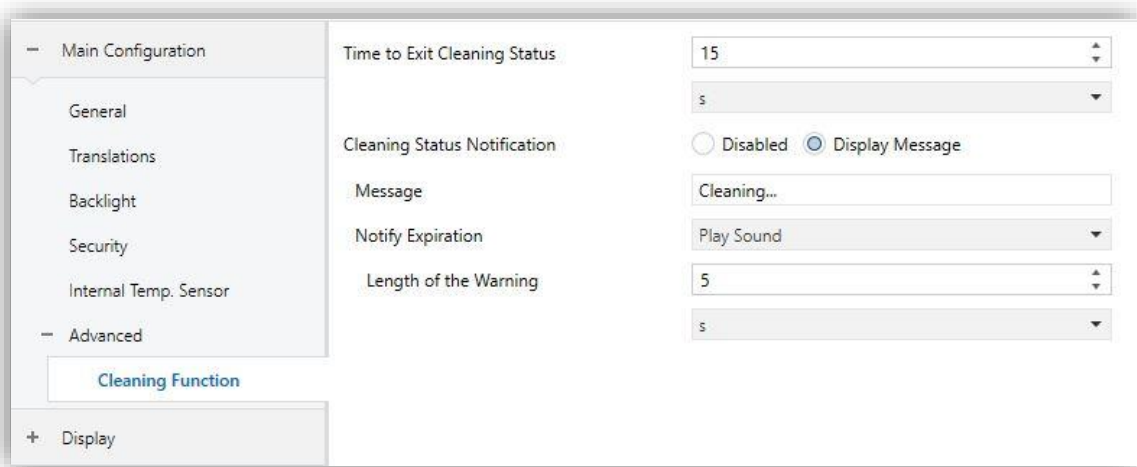 Main Configuration
General
Translations
Backlight
Security
Internal Temp. Sensor
Advanced
Cleaning Function
Display
Time to Exit Cleaning Status
15
s
Cleaning Status Notification
Disabled Display Message
Message
Cleaning...
Notify Expiration
Play Sound
Length of the Warning
5
s